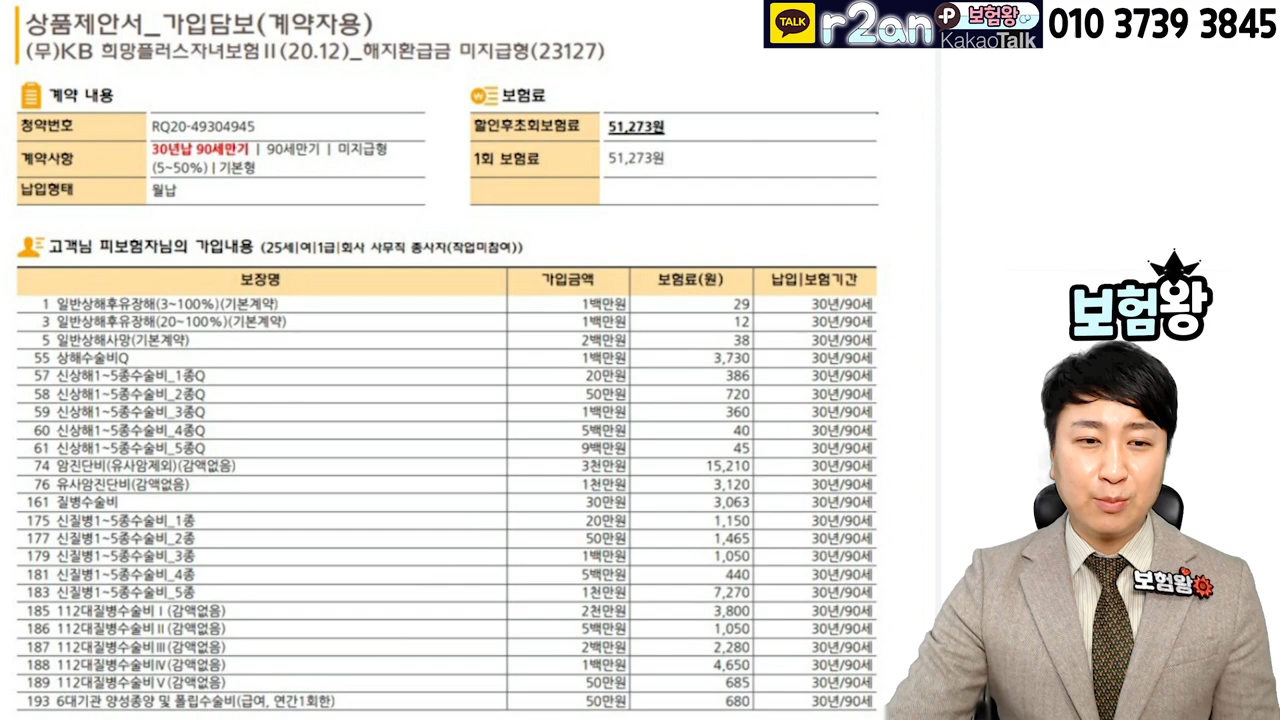 상품제안서_가입담보(계약자용)
(무)KB 희망플러스자녀보험Ⅱ(20.12)_해지환급금 미지급형(23127)
TALK r2an P 보험왕 KakaoTalk 010 3739 3845
계약 내용
청약번호 RQ20-49304945
계약사항 30년납 90세만기 | 90세만기 | 미지급형
(5~50%) | 기본형
납입형태 월납
보험료
할인후초회보험료 51,273원
1회 보험료 51,273원
고객님 피보험자님의 가입내용 (25세|여|1급|회사 사무직 종사자(작업미참여))
보장명 가입금액 보험료(원) 납입|보험기간
1 일반상해후유장해(3~100%)(기본계약) 1백만원 29 30년/90세
3 일반상해후유장해(20~100%)(기본계약) 1백만원 12 30년/90세
5 일반상해사망(기본계약) 2백만원 38 30년/90세
55 상해수술비Q 1백만원 3,730 30년/90세
57 신상해1~5종수술비_1종Q 20만원 386 30년/90세
58 신상해1~5종수술비_2종Q 50만원 720 30년/90세
59 신상해1~5종수술비_3종Q 1백만원 360 30년/90세
60 신상해1~5종수술비_4종Q 5백만원 40 30년/90세
61 신상해1~5종수술비_5종Q 9백만원 45 30년/90세
74 암진단비(유사암제외)(감액없음) 3천만원 15,210 30년/90세
76 유사암진단비(감액없음) 1천만원 3,120 30년/90세
161 질병수술비 30만원 3,063 30년/90세
175 신질병1~5종수술비_1종 20만원 1,150 30년/90세
177 신질병1~5종수술비_2종 50만원 1,465 30년/90세
179 신질병1~5종수술비_3종 1백만원 1,050 30년/90세
181 신질병1~5종수술비_4종 5백만원 440 30년/90세
183 신질병1~5종수술비_5종 1천만원 7,270 30년/90세
185 112대질병수술비Ⅰ(감액없음) 2천만원 3,800 30년/90세
186 112대질병수술비Ⅱ(감액없음) 5백만원 1,050 30년/90세
187 112대질병수술비Ⅲ(감액없음) 2백만원 2,280 30년/90세
188 112대질병수술비Ⅳ(감액없음) 1백만원 4,650 30년/90세
189 112대질병수술비Ⅴ(감액없음) 50만원 685 30년/90세
193 6대기관 양성종양 및 폴립수술비(급여, 연간1회한) 50만원 680 30년/90세
보험왕
보험왕